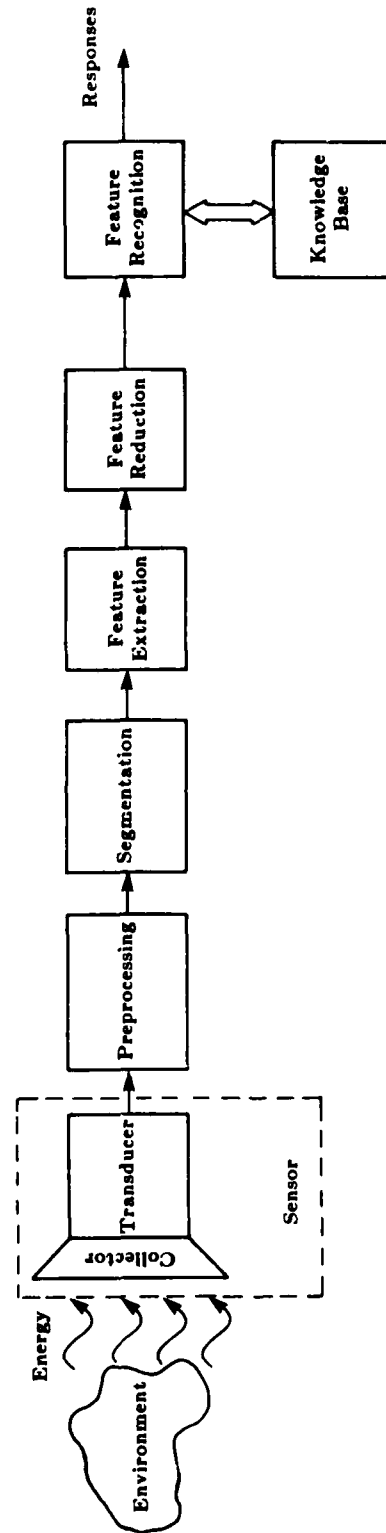 Environment
Energy
Collector
Transducer
Sensor
Preprocessing
Segmentation
Feature
Extraction
Feature
Reduction
Feature
Recognition
Responses
Knowledge
Base